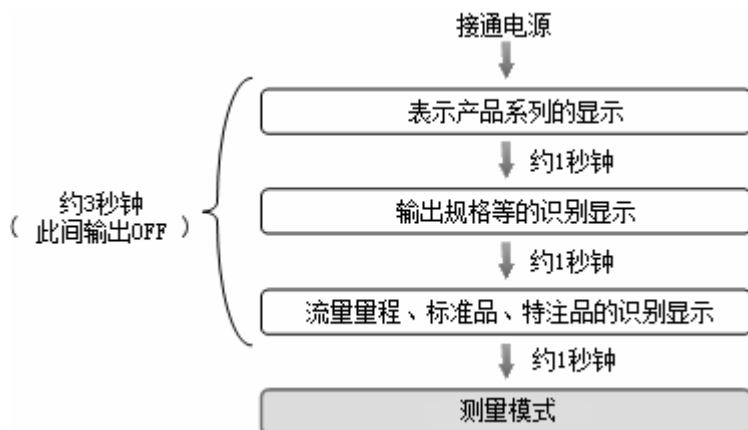 接通电源
表示产品系列的显示
约1秒钟
约3秒钟
( 此间输出OFF )
输出规格等的识别显示
约1秒钟
流量量程、标准品、特注品的识别显示
约1秒钟
测量模式